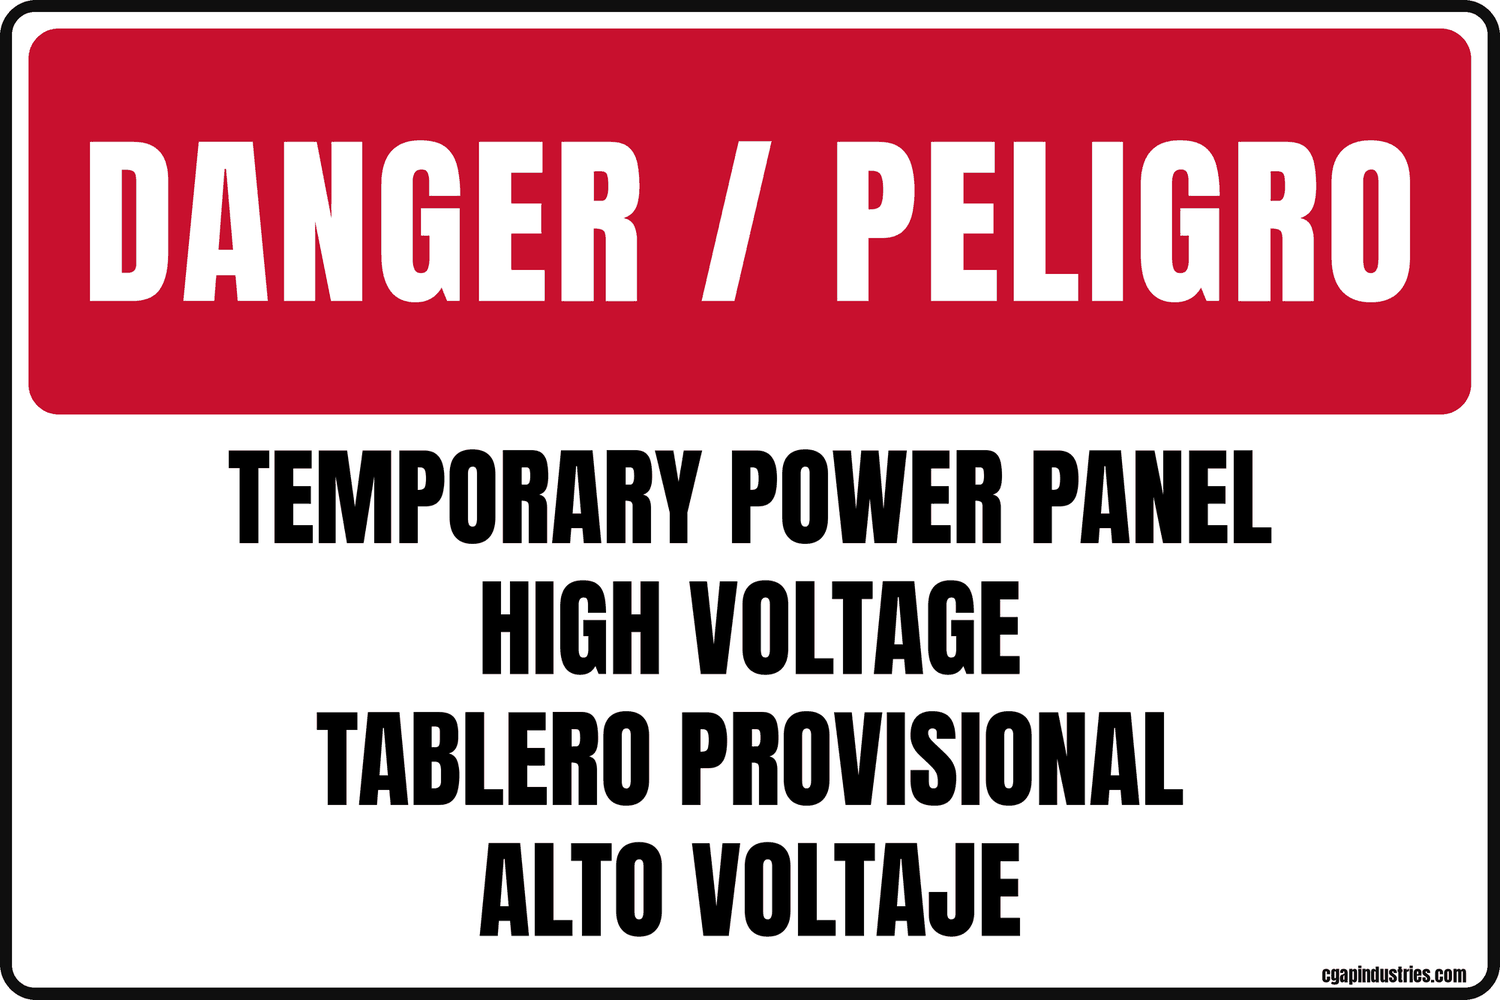 DANGER / PELIGRO
TEMPORARY POWER PANEL
HIGH VOLTAGE
TABLERO PROVISIONAL
ALTO VOLTAJE
cgapindustries.com